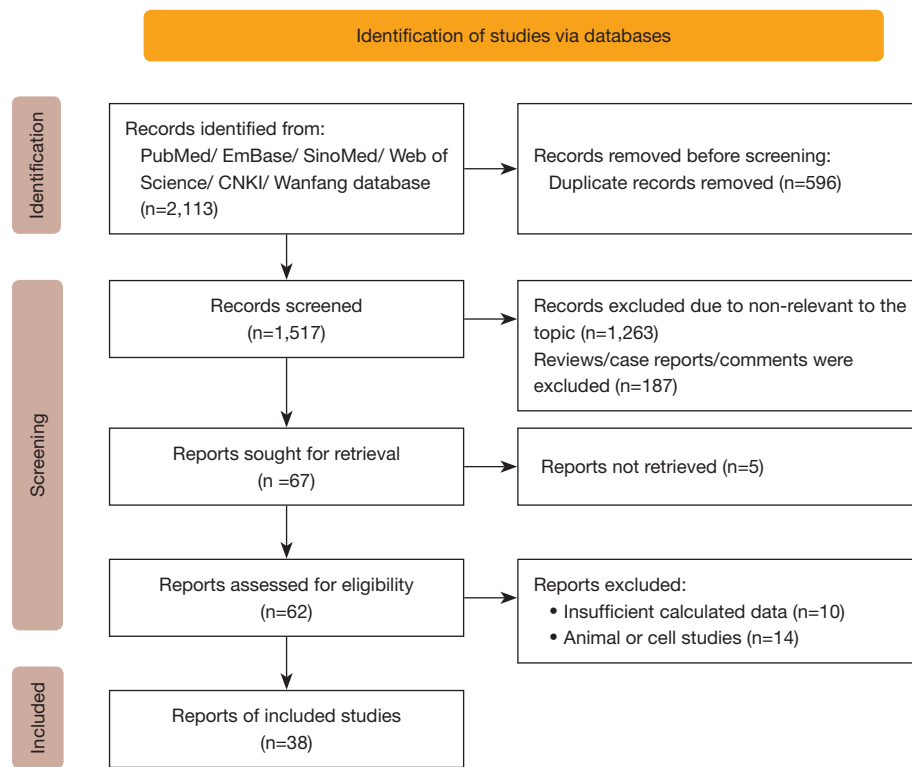 Identification of studies via databases
Identification
Records identified from:
PubMed/ EmBase/ SinoMed/ Web of
Science/ CNKI/ Wanfang database
(n=2,113)
Records removed before screening:
Duplicate records removed (n=596)
Screening
Records screened
(n=1,517)
Records excluded due to non-relevant to the
topic (n=1,263)
Reviews/case reports/comments were
excluded (n=187)
Reports sought for retrieval
(n =67)
Reports not retrieved (n=5)
Reports assessed for eligibility
(n=62)
Reports excluded:
• Insufficient calculated data (n=10)
• Animal or cell studies (n=14)
Included
Reports of included studies
(n=38)